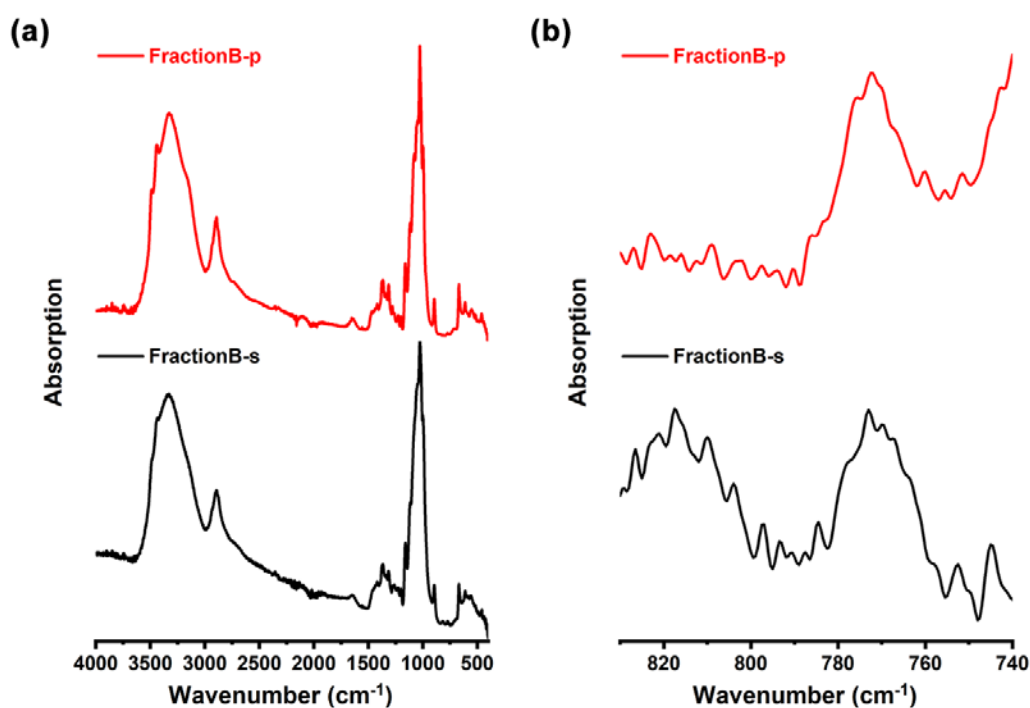 (a)
FractionB-p
FractionB-s
Absorption
4000 3500 3000 2500 2000 1500 1000 500
Wavenumber (cm⁻¹)
(b)
FractionB-p
FractionB-s
Absorption
820 800 780 760 740
Wavenumber (cm⁻¹)